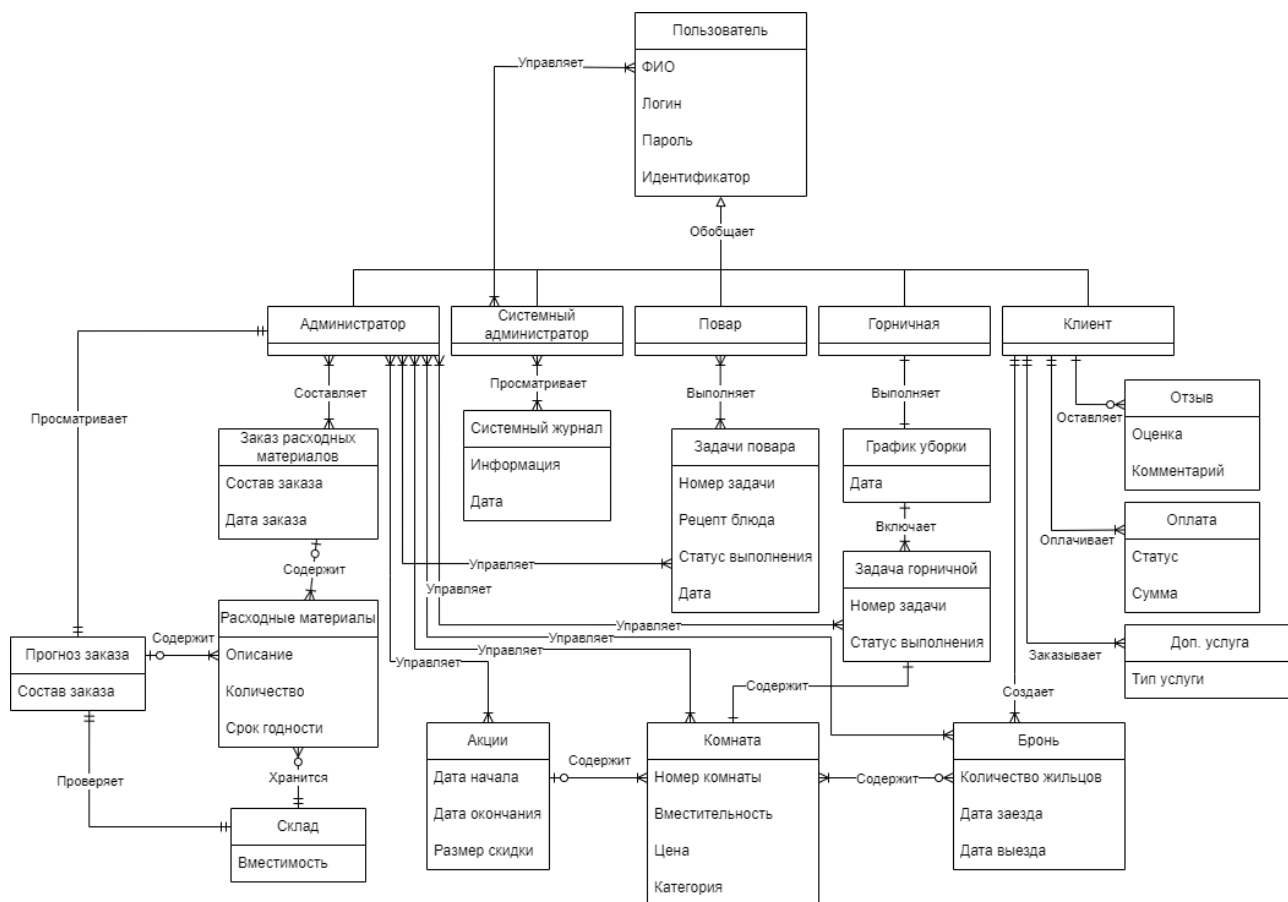 Пользователь
Управляет
ФИО
Логин
Пароль
Идентификатор
Обобщает
Администратор
Системный
администратор
Повар
Горничная
Клиент
Просматривает
Составляет
Просматривает
Выполняет
Выполняет
Оставляет
Отзыв
Оценка
Комментарий
Заказ расходных
материалов
Состав заказа
Дата заказа
Системный журнал
Информация
Дата
Задачи повара
Номер задачи
Рецепт блюда
Статус выполнения
Дата
График уборки
Дата
Включает
Оплачивает
Оплата
Статус
Сумма
Содержит
Управляет
Управляет
Задача горничной
Номер задачи
Статус выполнения
Расходные материалы
Описание
Количество
Срок годности
Управляет
Управляет
Управляет
Управляет
Прогноз заказа
Состав заказа
Содержит
Заказывает
Доп. услуга
Тип услуги
Содержит
Создает
Акции
Дата начала
Дата окончания
Размер скидки
Содержит
Комната
Номер комнаты
Вместительность
Цена
Категория
Содержит
Бронь
Количество жильцов
Дата заезда
Дата выезда
Проверяет
Хранится
Склад
Вместимость